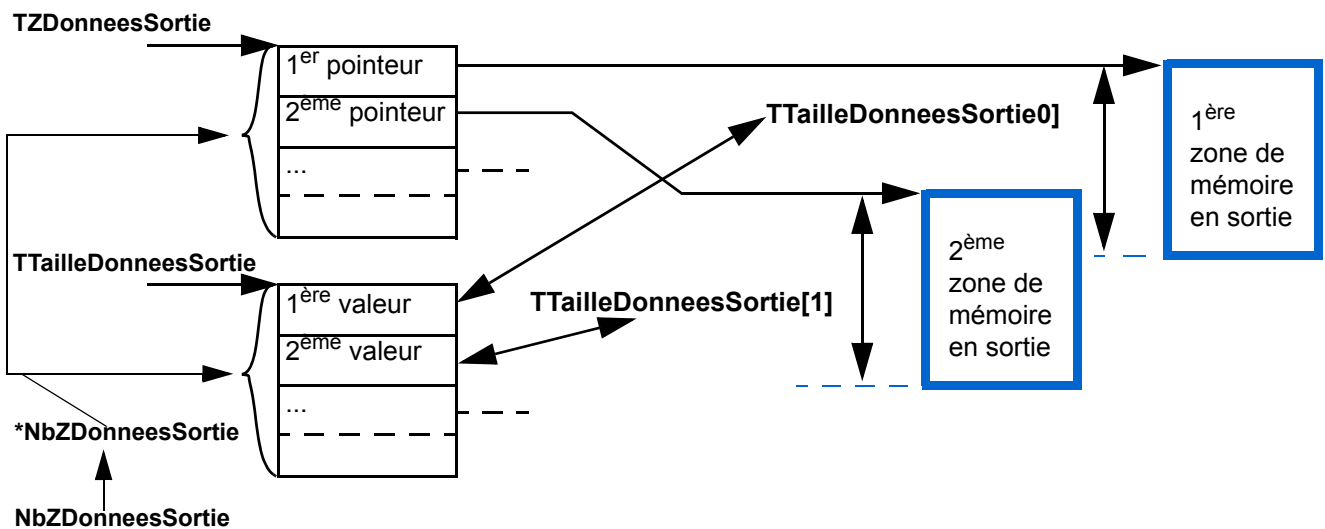 TZDonneesSortie
1er pointeur
2ème pointeur
...
TTailleDonneesSortie0]
1ère
zone de
mémoire
en sortie
2ème
zone de
mémoire
en sortie
TTailleDonneesSortie
1ère valeur
2ème valeur
...
TTailleDonneesSortie[1]
*NbZDonneesSortie
NbZDonneesSortie